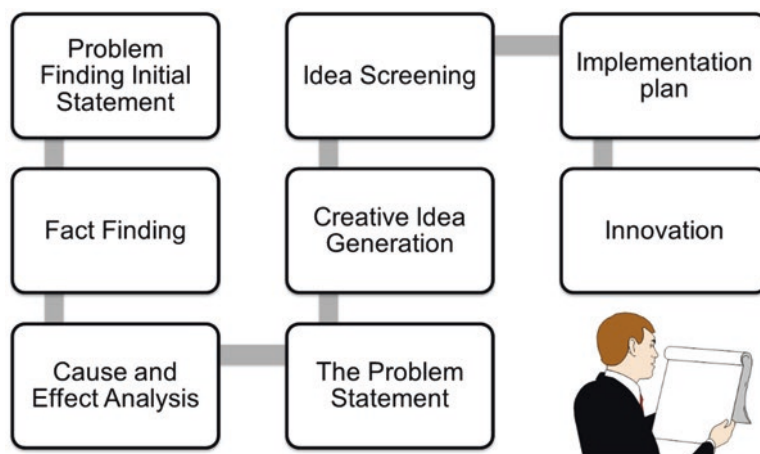 Problem
Finding Initial
Statement
Fact Finding
Cause and
Effect Analysis
The Problem
Statement
Creative Idea
Generation
Idea Screening
Implementation
plan
Innovation